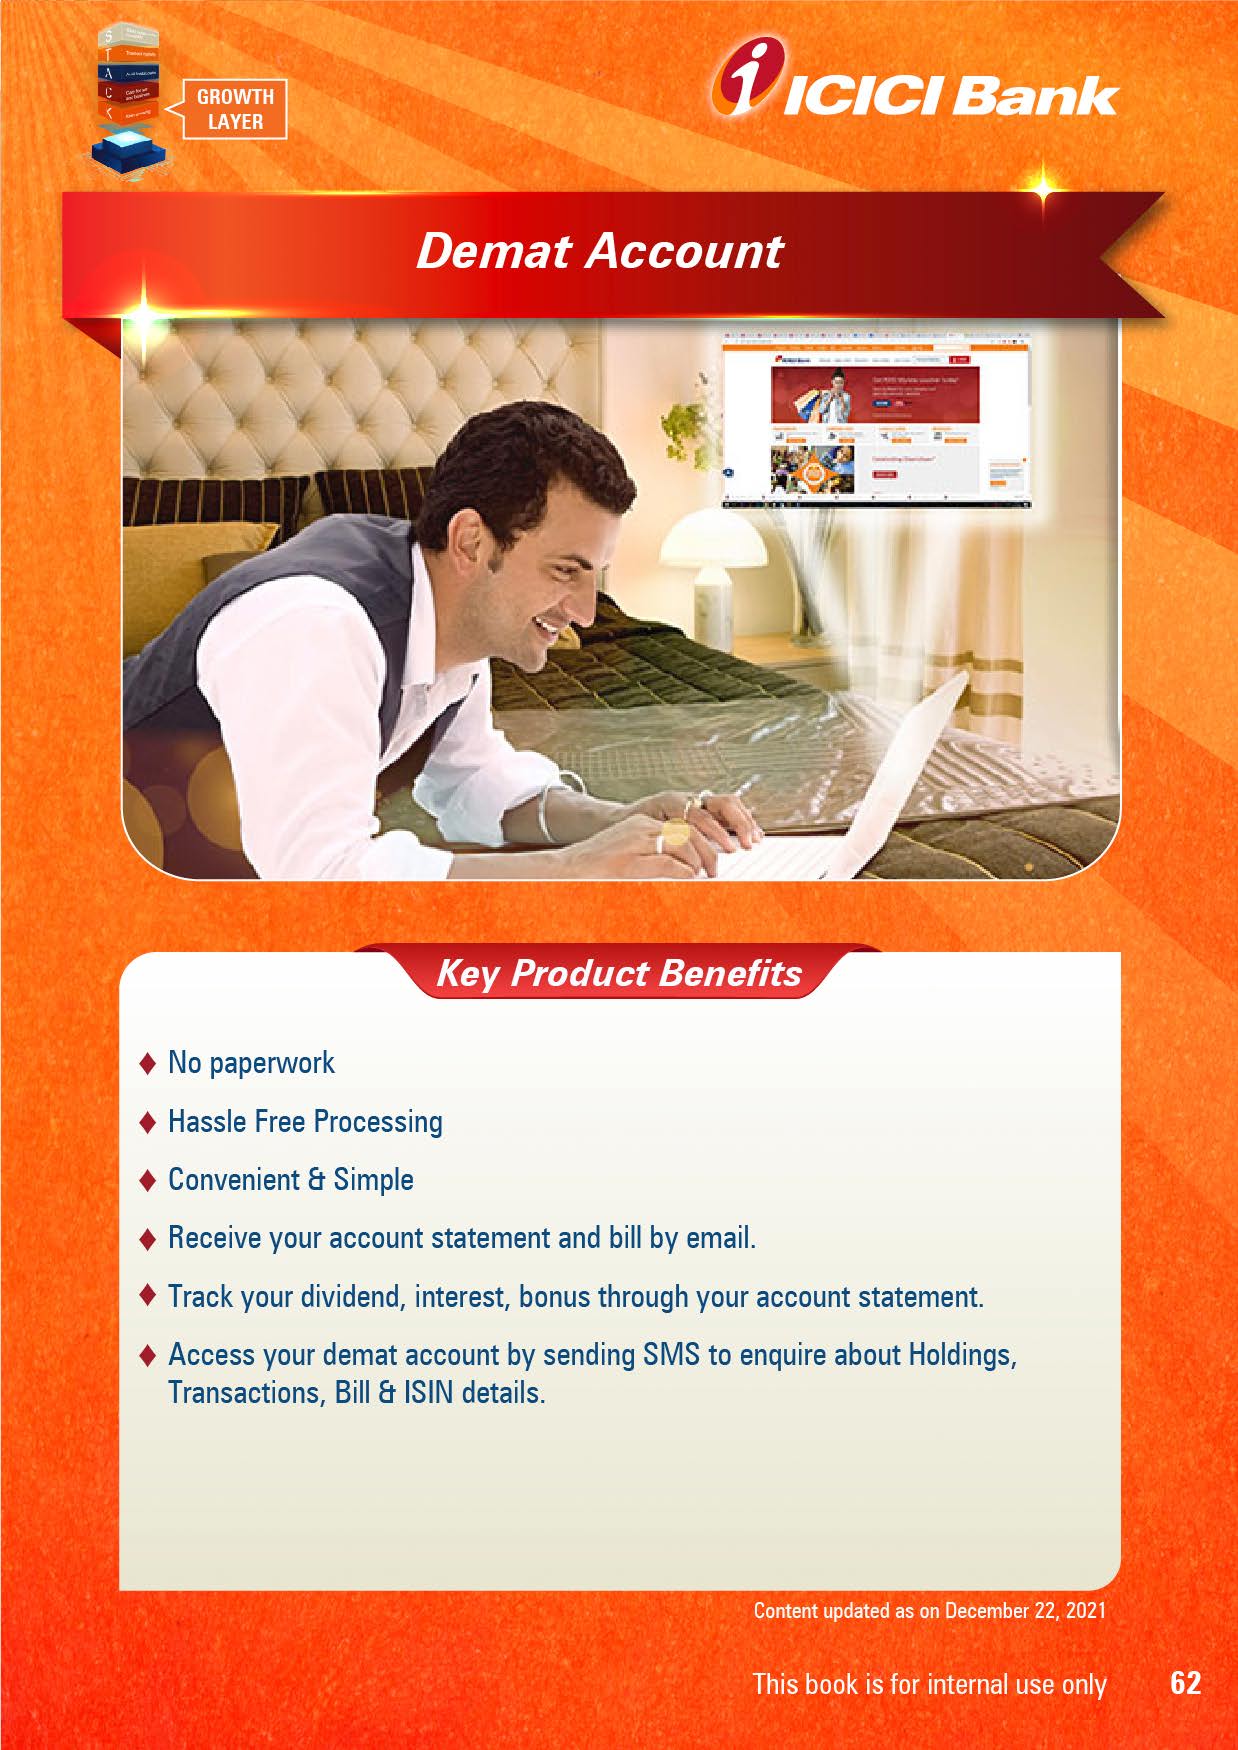 S
T
A
C
K
GROWTH
LAYER
ICICI Bank
Demat Account
ICICI Bank
Key Product Benefits
No paperwork
Hassle Free Processing
Convenient & Simple
Receive your account statement and bill by email.
Track your dividend, interest, bonus through your account statement.
Access your demat account by sending SMS to enquire about Holdings,
Transactions, Bill & ISIN details.
Content updated as on December 22, 2021
This book is for internal use only
62